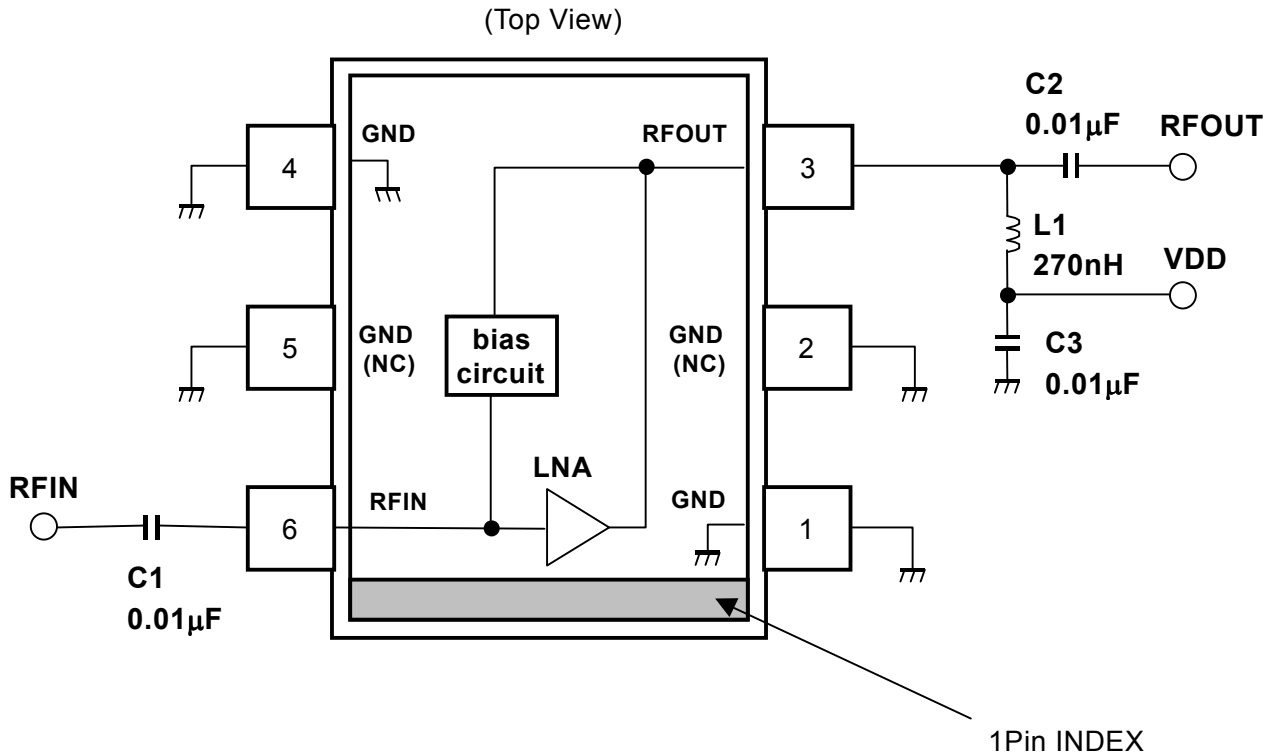 (Top View)
C2
0.01μF
RFOUT
GND
RFOUT
4
3
L1
270nH
VDD
5
GND
(NC)
bias
circuit
GND
(NC)
2
C3
0.01μF
LNA
RFIN
RFIN
GND
6
1
C1
0.01μF
1Pin INDEX